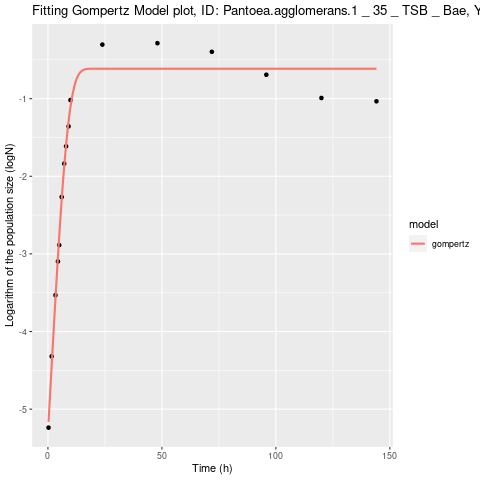 Fitting Gompertz Model plot, ID: Pantoea.agglomerans.1 _ 35 _ TSB _ Bae, Y
Logarithm of the population size (logN)
-1
-2
-3
-4
-5
0
50
100
150
Time (h)
model
gompertz